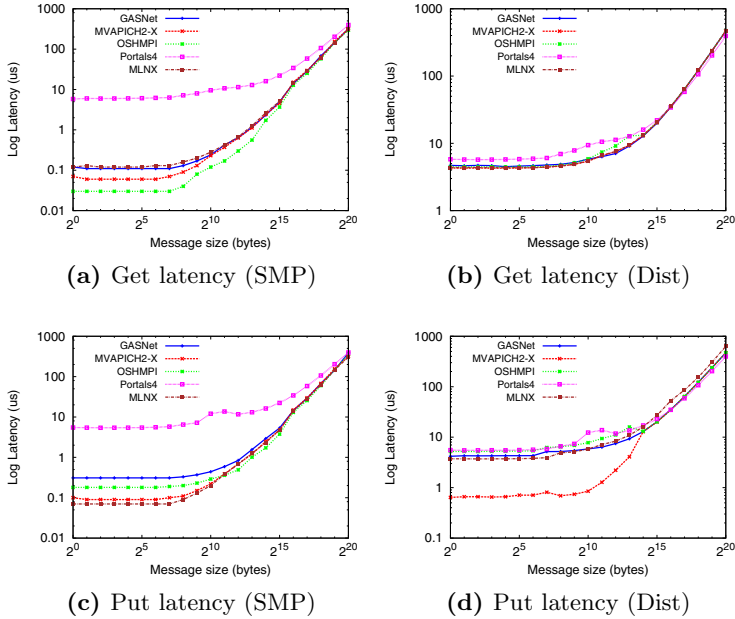 1000
100
10
1
0.1
0.01
Log Latency (us)
GASNet
MVAPICH2-X
OSHMPI
Portals4
MLNX
2^0 2^5 2^10 2^15 2^20
Message size (bytes)
(a) Get latency (SMP)
1000
100
10
1
Log Latency (us)
GASNet
MVAPICH2-X
OSHMPI
Portals4
MLNX
2^0 2^5 2^10 2^15 2^20
Message size (bytes)
(b) Get latency (Dist)
1000
100
10
1
0.1
0.01
Log Latency (us)
GASNet
MVAPICH2-X
OSHMPI
Portals4
MLNX
2^0 2^5 2^10 2^15 2^20
Message size (bytes)
(c) Put latency (SMP)
1000
100
10
1
0.1
Log Latency (us)
GASNet
MVAPICH2-X
OSHMPI
Portals4
MLNX
2^0 2^5 2^10 2^15 2^20
Message size (bytes)
(d) Put latency (Dist)